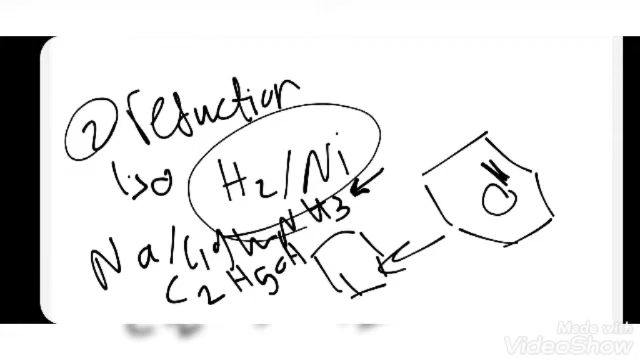 ② reduction
H2/Ni
Na/liq NH3
C2H5OH
Made with
VideoShow